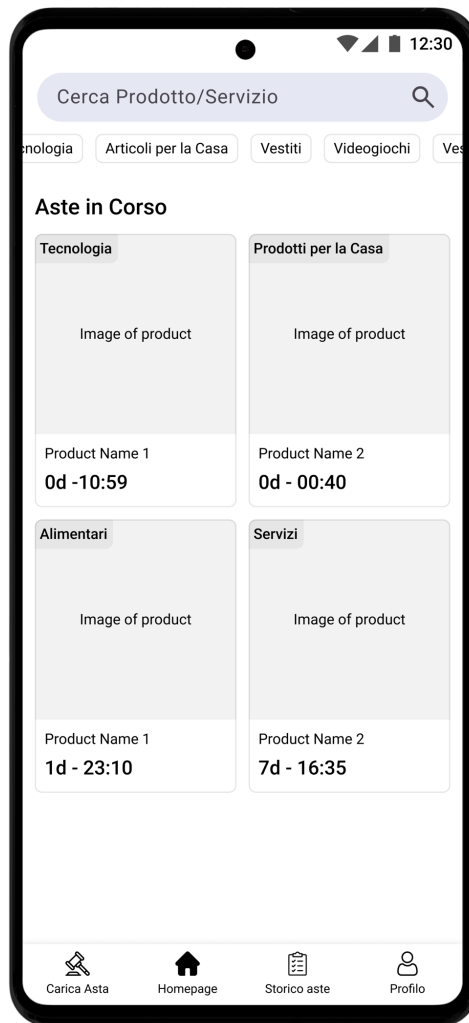 12:30
Cerca Prodotto/Servizio
cnologia Articoli per la Casa Vestiti Videogiochi Ves
Aste in Corso
Tecnologia Prodotti per la Casa
Image of product Image of product
Product Name 1 Product Name 2
0d -10:59 0d - 00:40
Alimentari Servizi
Image of product Image of product
Product Name 1 Product Name 2
1d - 23:10 7d - 16:35
Carica Asta Homepage Storico aste Profilo